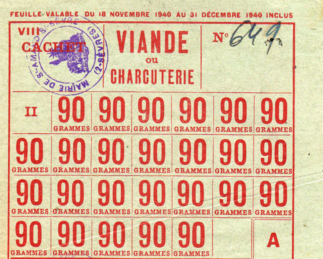 FEUILLE VALABLE DU 18 NOVEMBRE 1940 AU 31 DÉCEMBRE 1940 INCLUS
VIII
CACHET
MAIRIE DE
VIANDE
ou
CHARCUTERIE
N° 649
II 90 90 90 90 90 90
GRAMMES GRAMMES GRAMMES GRAMMES GRAMMES GRAMMES
90 90 90 90 90 90 90
GRAMMES GRAMMES GRAMMES GRAMMES GRAMMES GRAMMES GRAMMES
90 90 90 90 90 90 90
GRAMMES GRAMMES GRAMMES GRAMMES GRAMMES GRAMMES GRAMMES
90 90 90 90 90 A
GRAMMES GRAMMES GRAMMES GRAMMES GRAMMES